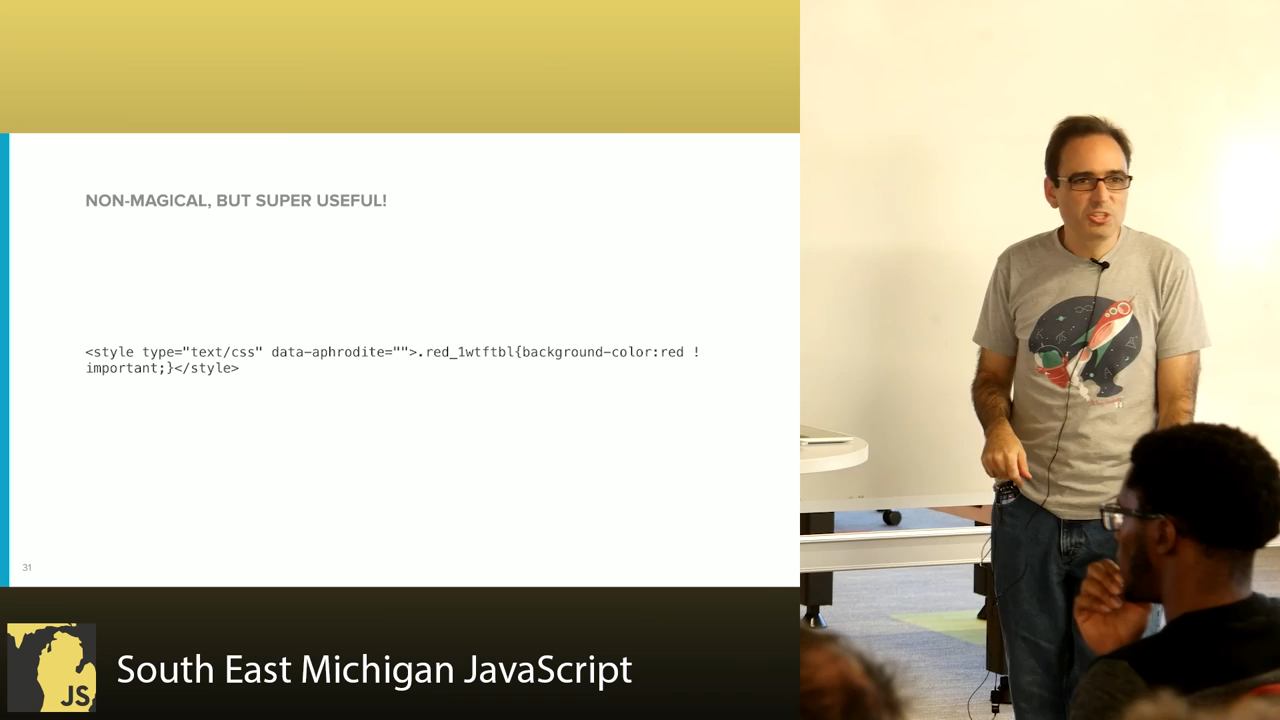 NON-MAGICAL, BUT SUPER USEFUL!
<style type="text/css" data-aphrodite="">.red_1wtftbl{background-color:red !
important;}</style>
31
JS
South East Michigan JavaScript